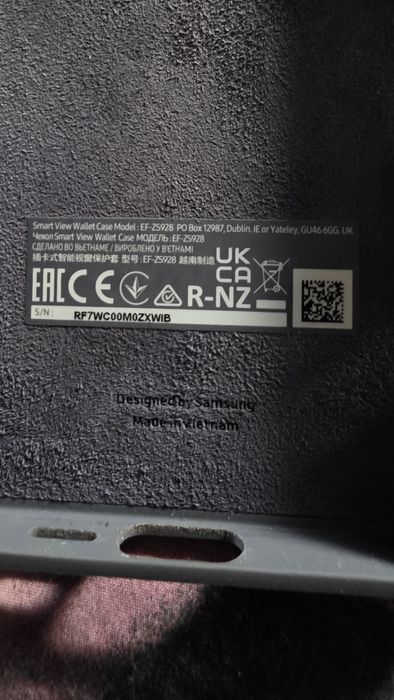 Smart View Wallet Case Model : EF-ZS928 PO Box 12987, Dublin. IE or Yateley, GU46 6GG. UK
Чехол Smart View Wallet Case МОДЕЛЬ : EF-ZS928
СДЕЛАНО ВО ВЬЕТНАМЕ / ВИРОБЛЕНО У В'ЄТНАМІ
插卡式智能视窗保护套 型号 : EF-ZS928 越南制造
UK
CA
EAC CE R-NZ
S/N : RF7WC00M0ZXWIB
Designed by Samsung
Made in Vietnam